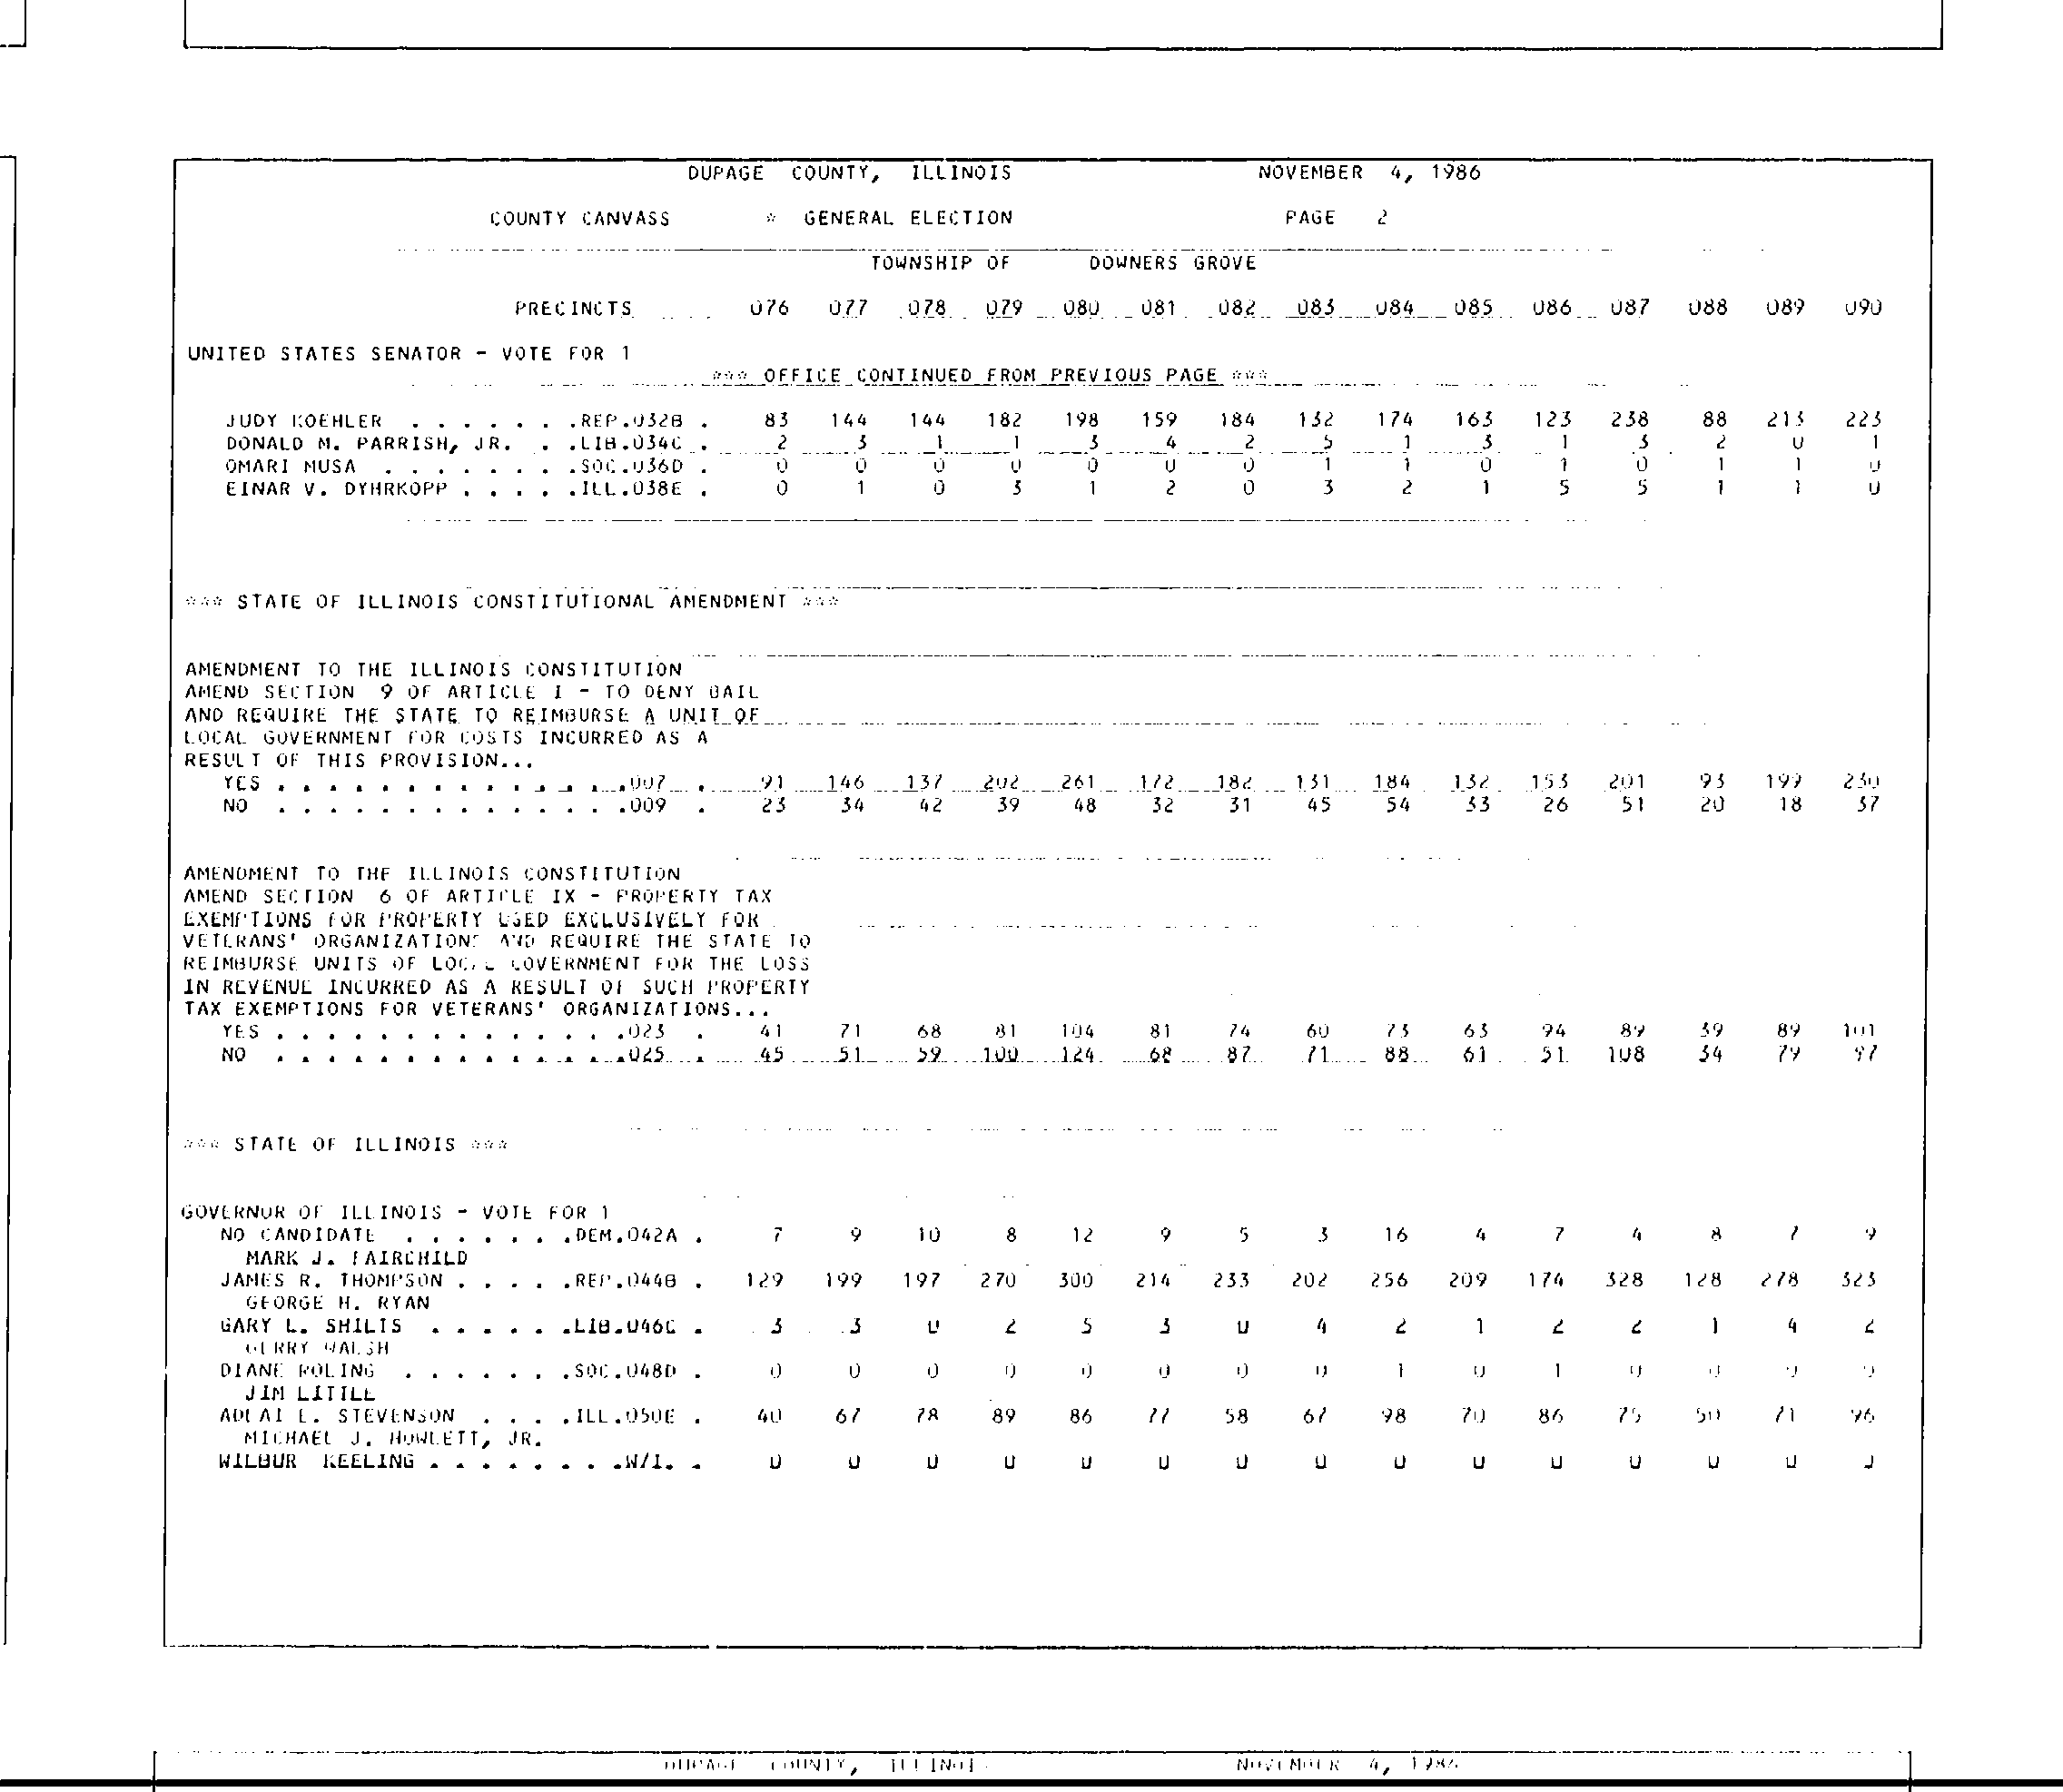 DUPAGE COUNTY, ILLINOIS NOVEMBER 4, 1986
COUNTY CANVASS * GENERAL ELECTION PAGE 2
TOWNSHIP OF DOWNERS GROVE
PRECINCTS 076 077 078 079 080 081 082 083 084 085 086 087 088 089 090
UNITED STATES SENATOR - VOTE FOR 1
*** OFFICE CONTINUED FROM PREVIOUS PAGE ***
JUDY KOEHLER . . . . . . .REP.032B . 83 144 144 182 198 159 184 132 174 163 123 238 88 213 223
DONALD M. PARRISH, JR. . .LIB.034C . 2 3 1 1 3 4 2 5 1 3 1 3 2 0 1
OMARI MUSA . . . . . . . .SOC.036D . 0 0 0 0 0 0 0 1 1 0 1 0 1 1 0
EINAR V. DYHRKOPP . . . . .ILL.038E . 0 1 0 3 1 2 0 3 2 1 5 5 1 1 0
*** STATE OF ILLINOIS CONSTITUTIONAL AMENDMENT ***
AMENDMENT TO THE ILLINOIS CONSTITUTION
AMEND SECTION 9 OF ARTICLE I - TO DENY BAIL
AND REQUIRE THE STATE TO REIMBURSE A UNIT OF
LOCAL GOVERNMENT FOR COSTS INCURRED AS A
RESULT OF THIS PROVISION...
YES . . . . . . . . . . . . . .007 . 91 146 137 202 261 172 182 131 184 132 153 201 93 199 230
NO . . . . . . . . . . . . . .009 . 23 34 42 39 48 32 31 45 54 33 26 51 20 18 37
AMENDMENT TO THE ILLINOIS CONSTITUTION
AMEND SECTION 6 OF ARTICLE IX - PROPERTY TAX
EXEMPTIONS FOR PROPERTY USED EXCLUSIVELY FOR
VETERANS' ORGANIZATIONS AND REQUIRE THE STATE TO
REIMBURSE UNITS OF LOCAL GOVERNMENT FOR THE LOSS
IN REVENUE INCURRED AS A RESULT OF SUCH PROPERTY
TAX EXEMPTIONS FOR VETERANS' ORGANIZATIONS...
YES . . . . . . . . . . . . . .023 . 41 71 68 81 104 81 74 60 73 63 94 89 39 89 101
NO . . . . . . . . . . . . . .025 . 45 51 59 100 124 68 87 71 88 61 51 108 34 79 97
*** STATE OF ILLINOIS ***
GOVERNOR OF ILLINOIS - VOTE FOR 1
NO CANDIDATE . . . . . . .DEM.042A . 7 9 10 8 12 9 5 3 16 4 7 4 8 7 9
MARK J. FAIRCHILD
JAMES R. THOMPSON . . . . .REP.044B . 129 199 197 270 300 214 233 202 256 209 174 328 128 278 323
GEORGE H. RYAN
GARY L. SHILTS . . . . . .LIB.046C . 3 3 0 2 5 3 0 4 2 1 2 2 1 4 2
GERRY WALSH
DIANE ROLING . . . . . . .SOC.048D . 0 0 0 0 0 0 0 0 1 0 1 0 0 0 0
JIM LITTLE
ADLAI E. STEVENSON . . . .ILL.050E . 40 67 78 89 86 77 58 67 98 70 86 75 50 71 96
MICHAEL J. HOWLETT, JR.
WILBUR KEELING . . . . . . . .W/I. . 0 0 0 0 0 0 0 0 0 0 0 0 0 0 0
DUPAGE COUNTY, ILLINOIS NOVEMBER 4, 1986